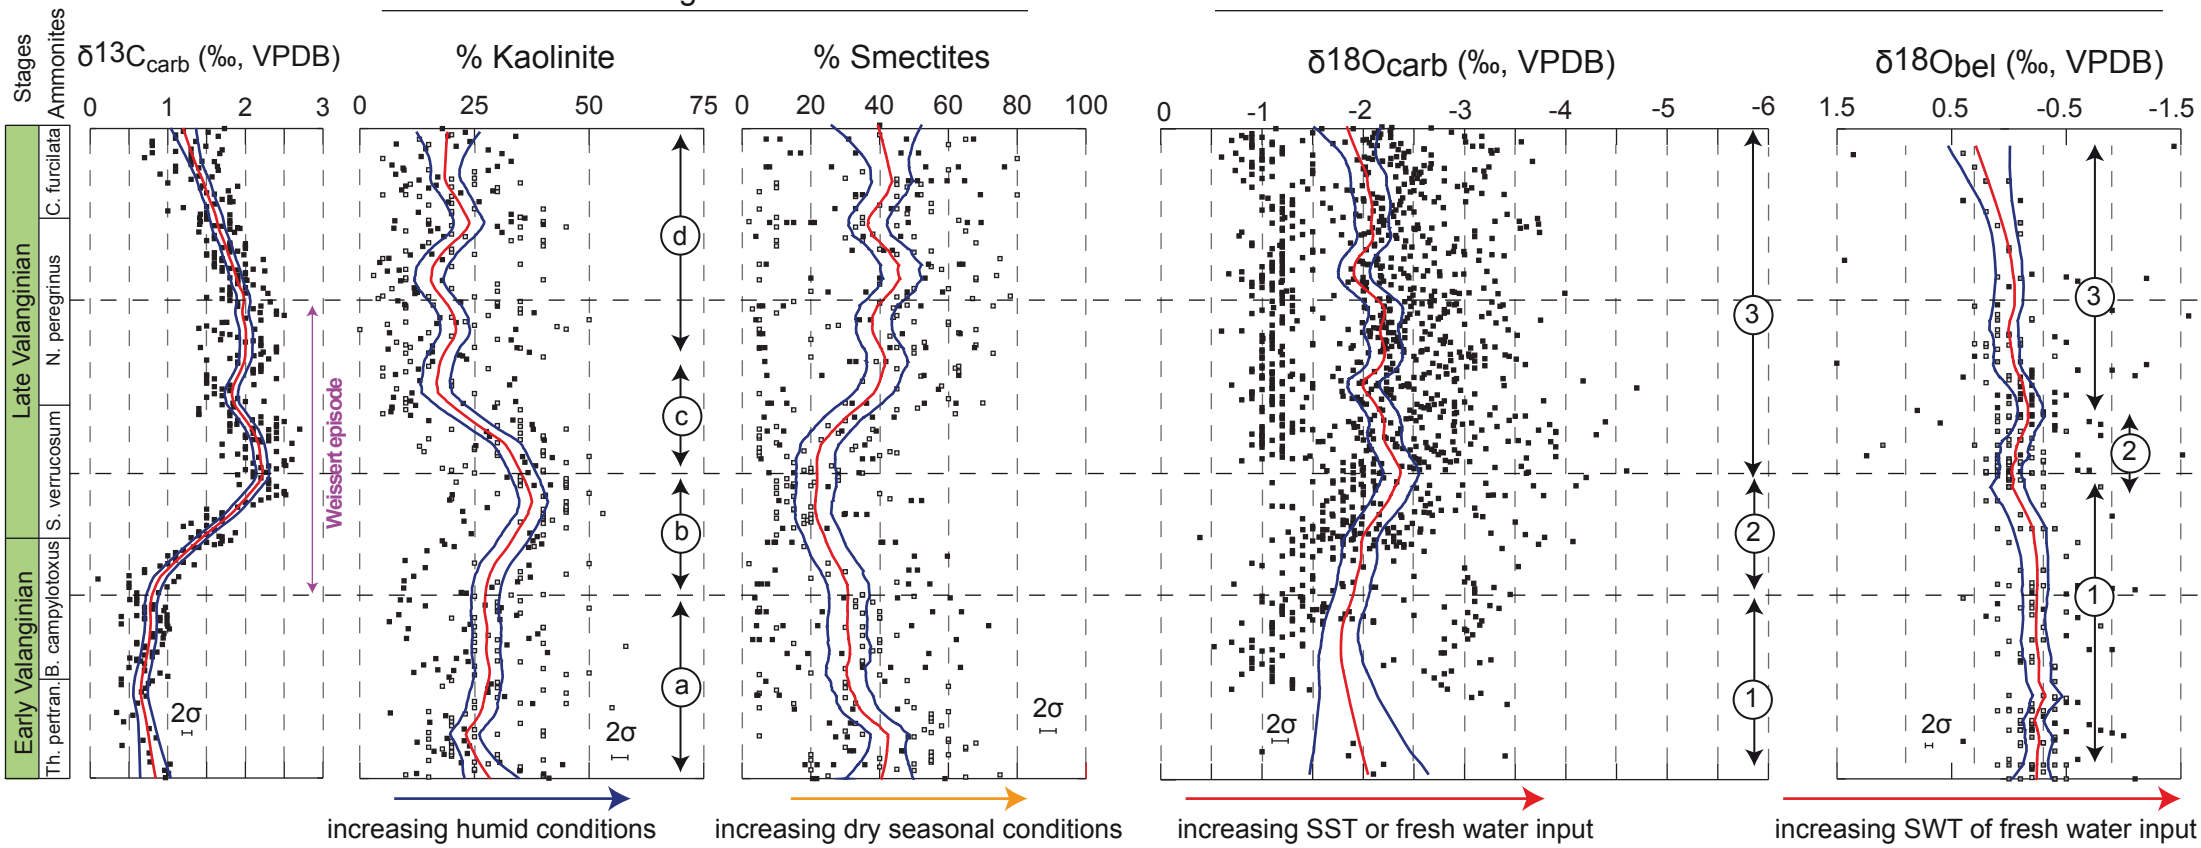 Stages
Ammonites
δ13Ccarb (‰, VPDB)
% Kaolinite
% Smectites
δ18Ocarb (‰, VPDB)
δ18Obel (‰, VPDB)
0 1 2 3
0 25 50 75
0 20 40 60 80 100
0 -1 -2 -3 -4 -5 -6
1.5 0.5 -0.5 -1.5
Late Valanginian
Early Valanginian
C. furcilata
N. peregrinus
S. verrucosum
B. campylotoxus
Th. pertran.
Weissert episode
2σ
d
c
b
a
2σ
2σ
3
2
1
2σ
3
2
1
2σ
increasing humid conditions
increasing dry seasonal conditions
increasing SST or fresh water input
increasing SWT of fresh water input